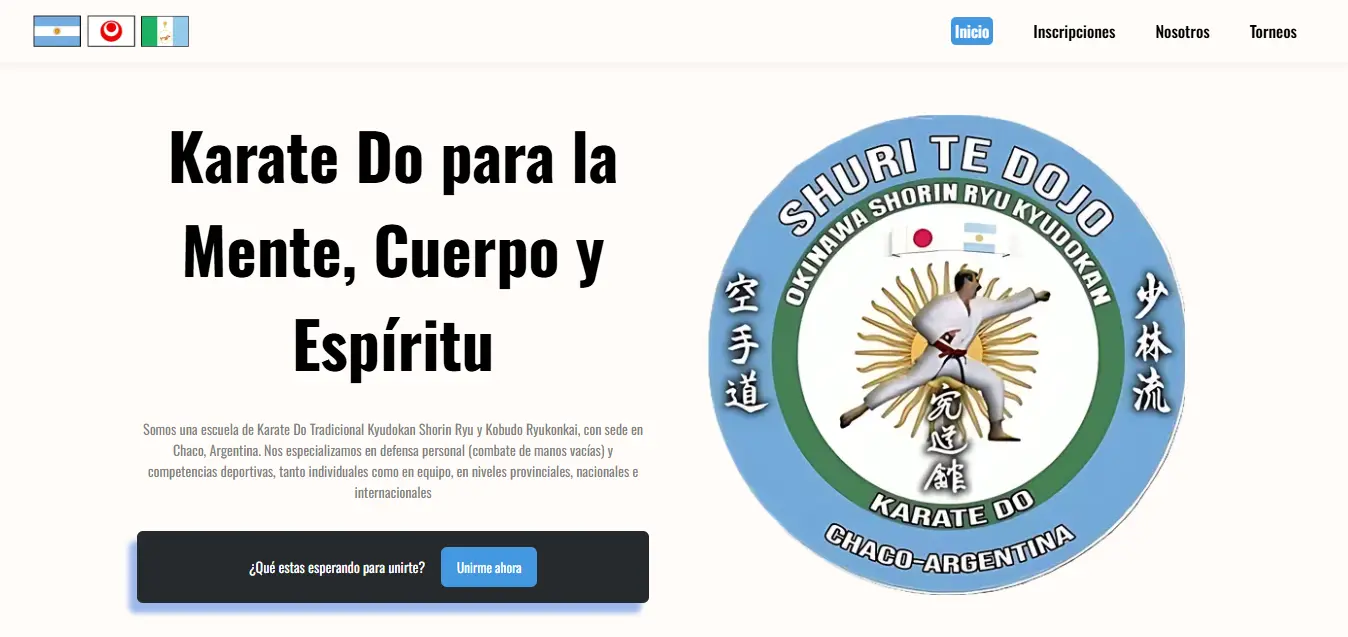 Inicio
Inscripciones
Nosotros
Torneos
Karate Do para la
Mente, Cuerpo y
Espíritu
Somos una escuela de Karate Do Tradicional Kyudokan Shorin Ryu y Kobudo Ryukonkai, con sede en
Chaco, Argentina. Nos especializamos en defensa personal (combate de manos vacías) y
competencias deportivas, tanto individuales como en equipo, en niveles provinciales, nacionales e
internacionales
¿Qué estas esperando para unirte?
Unirme ahora
SHURI TE DOJO
OKINAWA SHORIN RYU KYUDOKAN
空手道
少林流
究道館
KARATE DO
CHACO-ARGENTINA